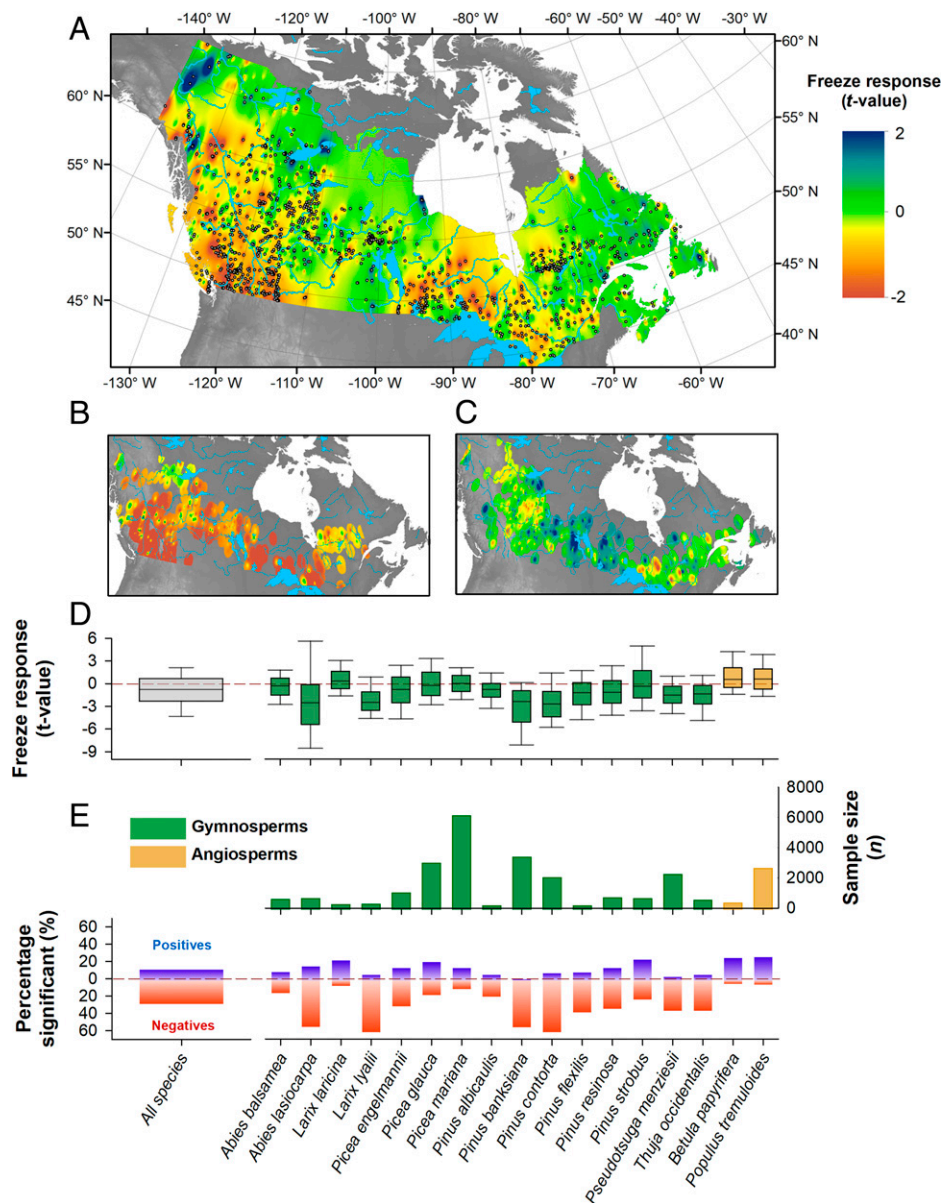 A
-140° W -120° W -100° W -80° W -60° W -40° W -30° W
60° N
60° N
55° N
50° N
45° N
60° N
55° N
50° N
45° N
40° N
-130° W -120° W -110° W -100° W -90° W -80° W -70° W -60° W
Freeze response
(t-value)
2
0
-2
B
C
D
Freeze response
(t-value)
6
3
0
-3
-6
-9
E
Gymnosperms
Angiosperms
8000
6000
4000
2000
0
Sample size
(n)
Percentage
significant (%)
60
40
20
0
20
40
60
Positives
Negatives
All species
Abies balsamea
Abies lasiocarpa
Larix laricina
Larix lyalii
Picea engelmannii
Picea glauca
Picea mariana
Pinus albicaulis
Pinus banksiana
Pinus contorta
Pinus flexilis
Pinus resinosa
Pinus strobus
Pseudotsuga menziesii
Thuja occidentalis
Betula papyrifera
Populus tremuloides